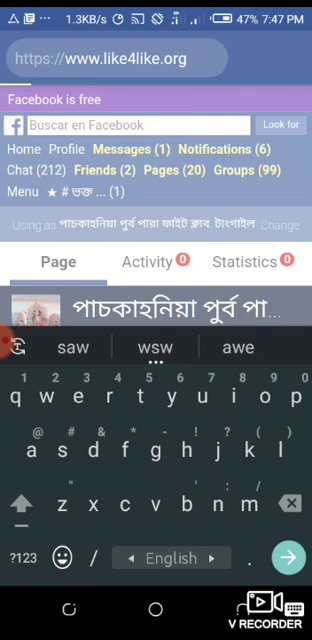 1.3KB/s 47% 7:47 PM
https://www.like4like.org
Facebook is free
Buscar en Facebook Look for
Home Profile Messages (1) Notifications (6)
Chat (212) Friends (2) Pages (20) Groups (99)
Menu ★ # ভক্ত ... (1)
Using as পাচকাহনিয়া পুর্ব পারা ফাইট ক্লাব, টাংগাইল Change
Page Activity 0 Statistics 0
পাচকাহনিয়া পুর্ব পা...
saw wsw awe
1 2 3 4 5 6 7 8 9 0
q w e r t y u i o p
@ # & * - ! ? ( )
a s d f g h j k l
" ' : /
z x c v b n m
?123 / English .
V RECORDER